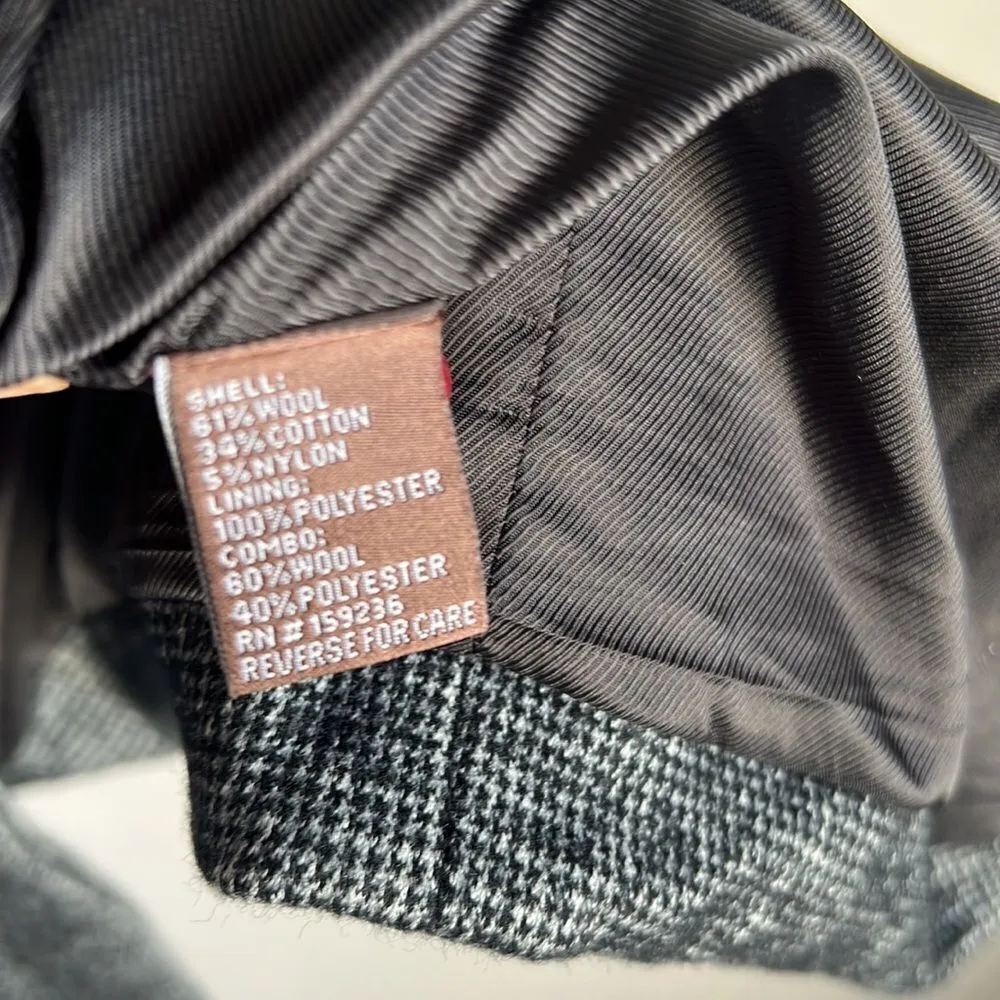 SHELL:
61% WOOL
34% COTTON
5% NYLON
LINING:
100% POLYESTER
COMBO:
60% WOOL
40% POLYESTER
RN # 159236
REVERSE FOR CARE